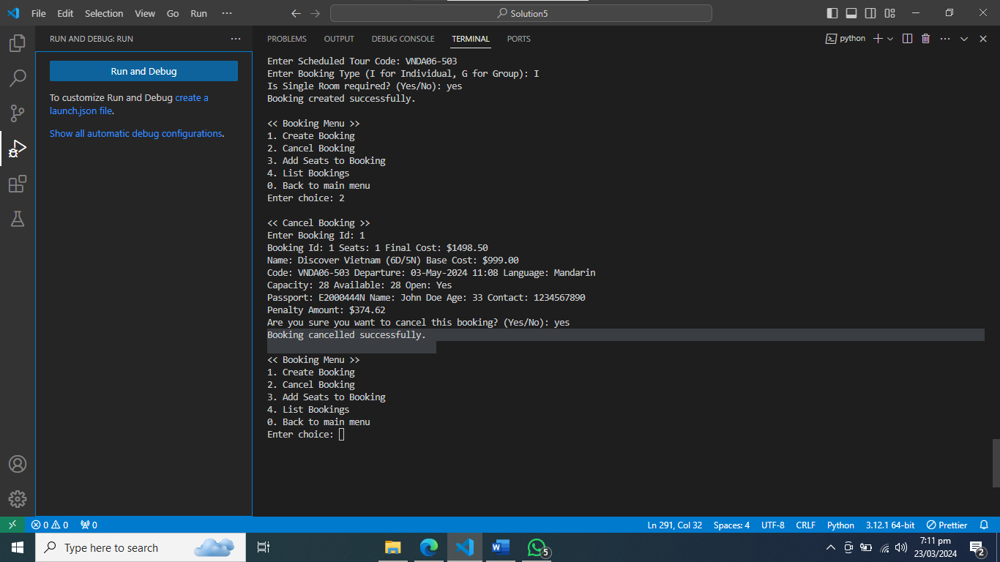 File Edit Selection View Go Run ···
Solution5
RUN AND DEBUG: RUN ···
Run and Debug
To customize Run and Debug create a
launch.json file.
Show all automatic debug configurations.
PROBLEMS OUTPUT DEBUG CONSOLE TERMINAL PORTS
python
Enter Scheduled Tour Code: VNDA06-503
Enter Booking Type (I for Individual, G for Group): I
Is Single Room required? (Yes/No): yes
Booking created successfully.
<< Booking Menu >>
1. Create Booking
2. Cancel Booking
3. Add Seats to Booking
4. List Bookings
0. Back to main menu
Enter choice: 2
<< Cancel Booking >>
Enter Booking Id: 1
Booking Id: 1 Seats: 1 Final Cost: $1498.50
Name: Discover Vietnam (6D/5N) Base Cost: $999.00
Code: VNDA06-503 Departure: 03-May-2024 11:08 Language: Mandarin
Capacity: 28 Available: 28 Open: Yes
Passport: E2000444N Name: John Doe Age: 33 Contact: 1234567890
Penalty Amount: $374.62
Are you sure you want to cancel this booking? (Yes/No): yes
Booking cancelled successfully.
<< Booking Menu >>
1. Create Booking
2. Cancel Booking
3. Add Seats to Booking
4. List Bookings
0. Back to main menu
Enter choice:
0 0 0
Ln 291, Col 32 Spaces: 4 UTF-8 CRLF Python 3.12.1 64-bit Prettier
Type here to search
5
7:11 pm
23/03/2024
2